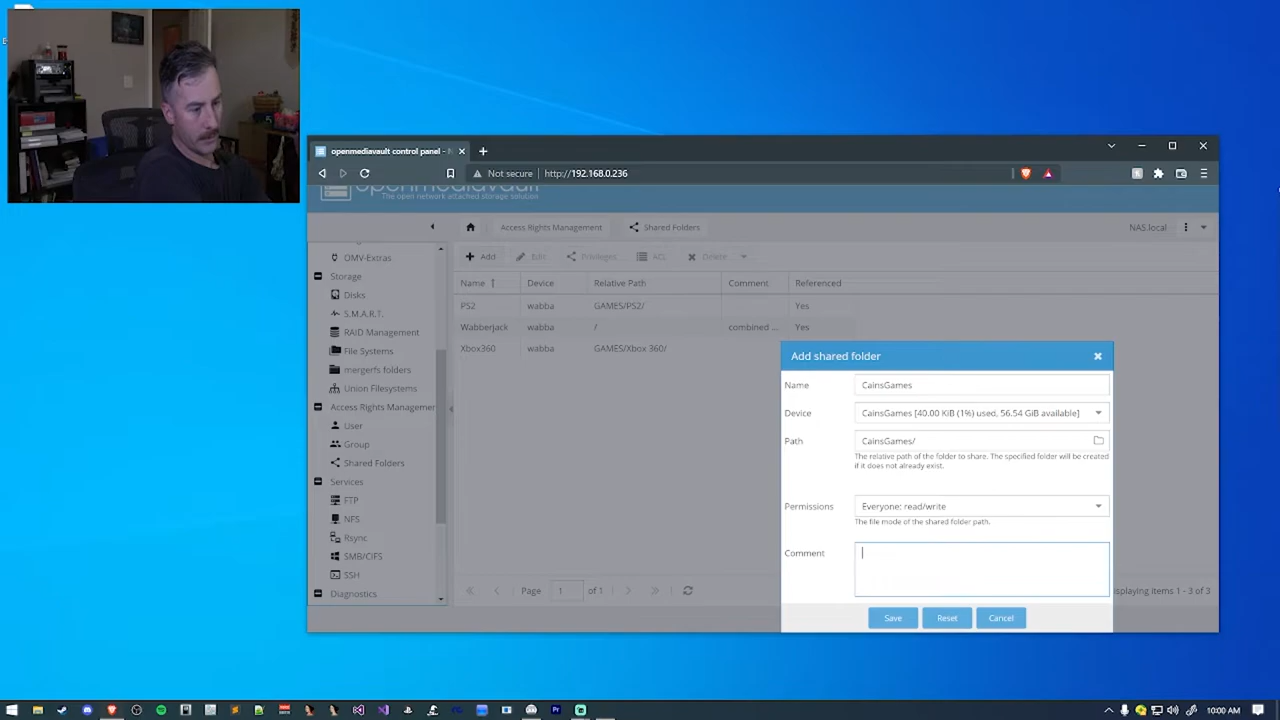 openmediavault control panel - N
Not secure
http://192.168.0.236
openmediavault
The open network attached storage solution
Access Rights Management
Shared Folders
NAS.local
OMV-Extras
Storage
Disks
S.M.A.R.T.
RAID Management
File Systems
mergerfs folders
Union Filesystems
Access Rights Managemer
User
Group
Shared Folders
Services
FTP
NFS
Rsync
SMB/CIFS
SSH
Diagnostics
Add
Edit
Privileges
ACL
Delete
Name
Device
Relative Path
Comment
Referenced
PS2
wabba
GAMES/PS2/
Yes
Wabberjack
wabba
/
combined ...
Yes
Xbox360
wabba
GAMES/Xbox 360/
Page
1
of 1
isplaying items 1 - 3 of 3
Add shared folder
Name
CainsGames
Device
CainsGames [40.00 KiB (1%) used, 56.54 GiB available]
Path
CainsGames/
The relative path of the folder to share. The specified folder will be created
if it does not already exist.
Permissions
Everyone: read/write
The file mode of the shared folder path.
Comment
Save
Reset
Cancel
10:00 AM